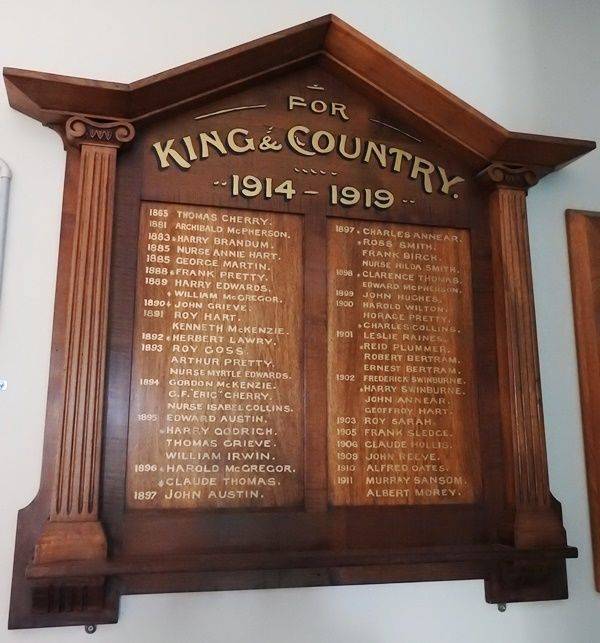 FOR
KING & COUNTRY.
1914 - 1919
1865 THOMAS CHERRY.
1881 ARCHIBALD McPHERSON.
1883 HARRY BRANDUM.
1885 NURSE ANNIE HART.
1885 GEORGE MARTIN.
1888 FRANK PRETTY.
1889 HARRY EDWARDS.
WILLIAM McGREGOR.
1890 JOHN GRIEVE.
1891 ROY HART.
KENNETH McKENZIE.
1892 HERBERT LAWRY.
1893 ROY GOSS.
ARTHUR PRETTY.
NURSE MYRTLE EDWARDS.
1894 GORDON McKENZIE.
G.F. "ERIC" CHERRY.
NURSE ISABEL COLLINS.
1895 EDWARD AUSTIN.
HARRY ODDRICH.
THOMAS GRIEVE.
WILLIAM IRWIN.
1896 HAROLD McGREGOR.
CLAUDE THOMAS.
1897 JOHN AUSTIN.
1897 CHARLES ANNEAR.
ROSS SMITH.
FRANK BIRCH.
NURSE HILDA SMITH.
1898 CLARENCE THOMAS.
EDWARD McPHERSON.
1899 JOHN HUGHES.
1900 HAROLD WILTON.
HORACE PRETTY.
CHARLES COLLINS.
1901 LESLIE RAINES.
REID PLUMMER.
ROBERT BERTRAM.
ERNEST BERTRAM.
1902 FREDERICK SWINBURNE.
HARRY SWINBURNE.
JOHN ANNEAR.
GEOFFROY HART.
1903 ROY SARAH.
1905 FRANK SLEDGE.
1906 CLAUDE HOLLIS.
1909 JOHN REEVE.
1910 ALFRED OATES.
1911 MURRAY SANSOM.
ALBERT MOREY.